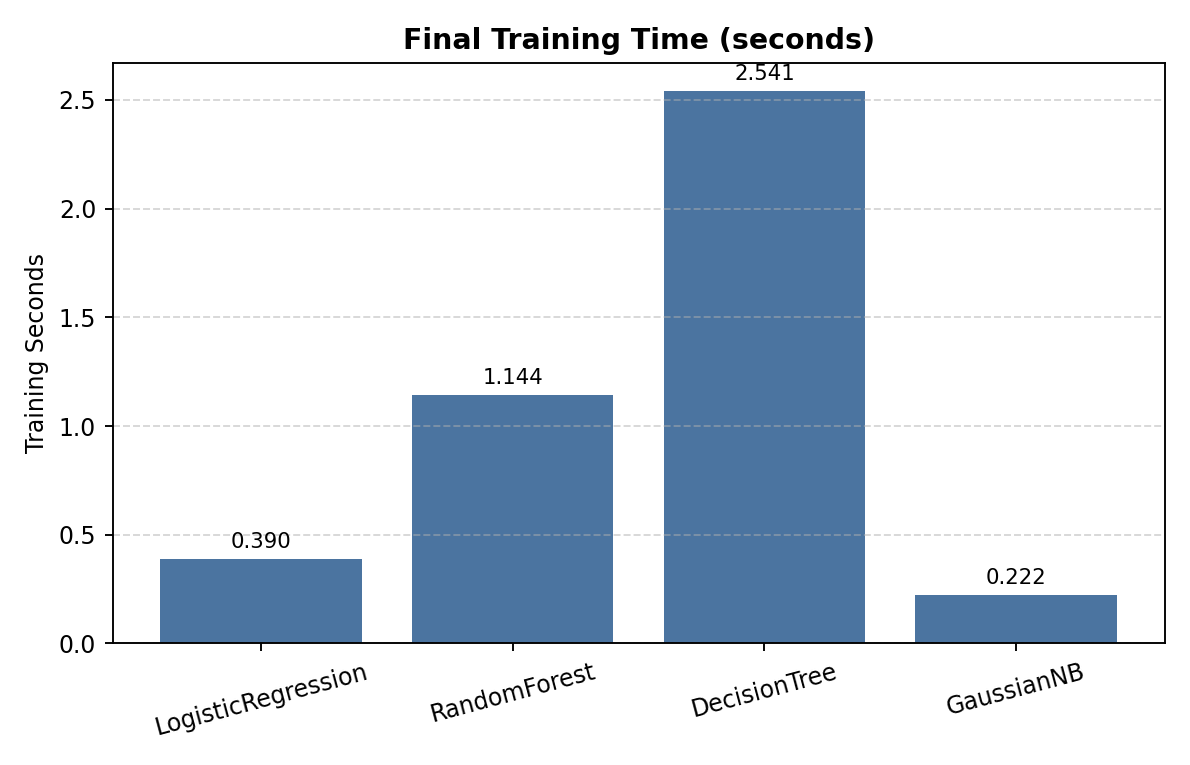 Final Training Time (seconds)
Training Seconds
2.5
2.0
1.5
1.0
0.5
0.0
0.390
1.144
2.541
0.222
LogisticRegression
RandomForest
DecisionTree
GaussianNB